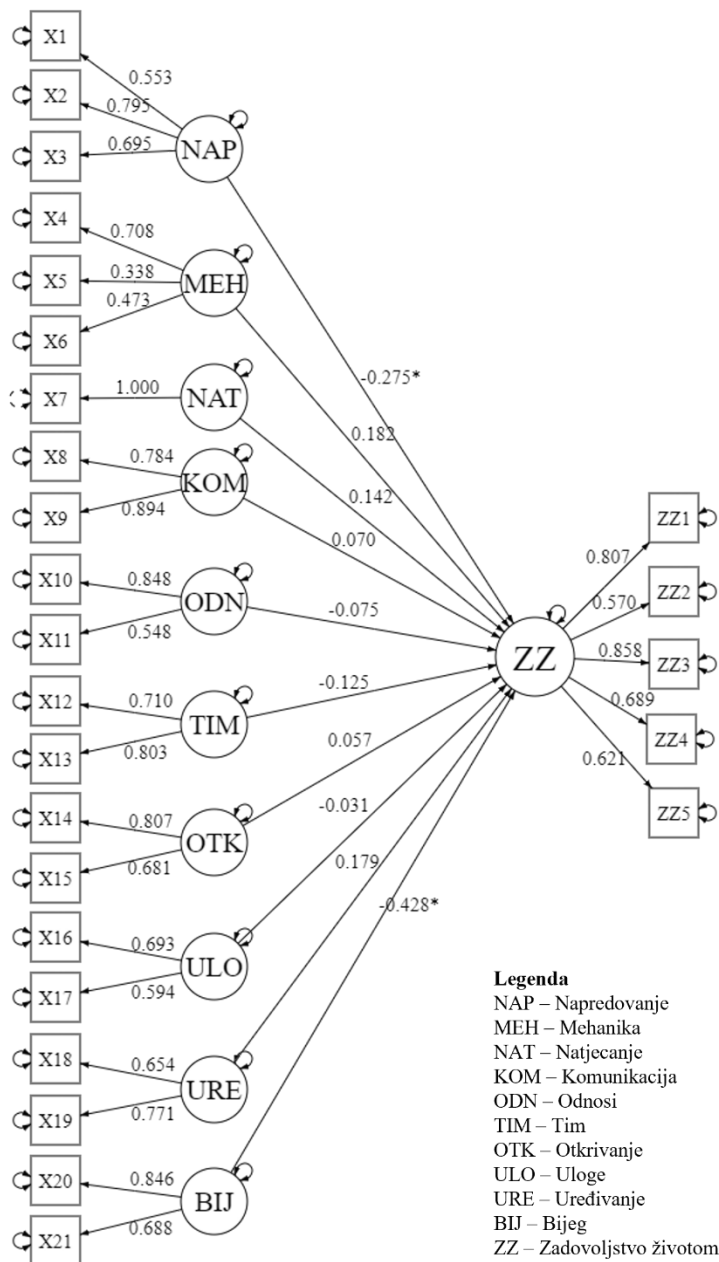 X1
0.553
X2
0.795
X3
0.695
NAP
X4
0.708
X5
0.338
X6
0.473
MEH
-0.275*
X7
1.000
NAT
0.182
X8
0.784
KOM
0.142
X9
0.894
0.070
ZZ1
0.807
X10
0.848
ODN
-0.075
ZZ2
0.570
X11
0.548
ZZ
ZZ3
0.858
X12
0.710
TIM
-0.125
ZZ4
0.689
X13
0.803
0.057
0.621
X14
0.807
OTK
-0.031
ZZ5
X15
0.681
0.179
X16
0.693
ULO
-0.428*
X17
0.594
X18
0.654
URE
X19
0.771
X20
0.846
BIJ
X21
0.688
Legenda
NAP – Napredovanje
MEH – Mehanika
NAT – Natjecanje
KOM – Komunikacija
ODN – Odnosi
TIM – Tim
OTK – Otkrivanje
ULO – Uloge
URE – Uređivanje
BIJ – Bijeg
ZZ – Zadovoljstvo životom